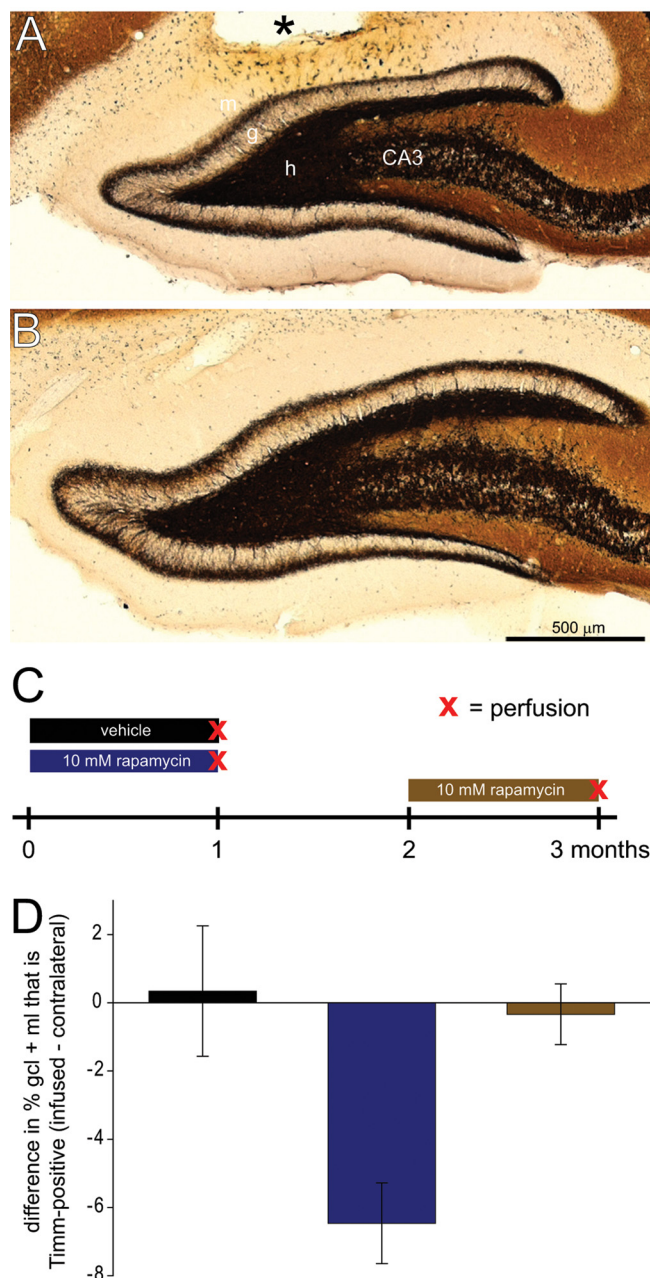 A
*
m
g
h
CA3
B
500 μm
C
X = perfusion
vehicle X
10 mM rapamycin X
10 mM rapamycin X
0 1 2 3 months
D
difference in % gcl + ml that is
Timm-positive (infused - contralateral)
2
0
-2
-4
-6
-8